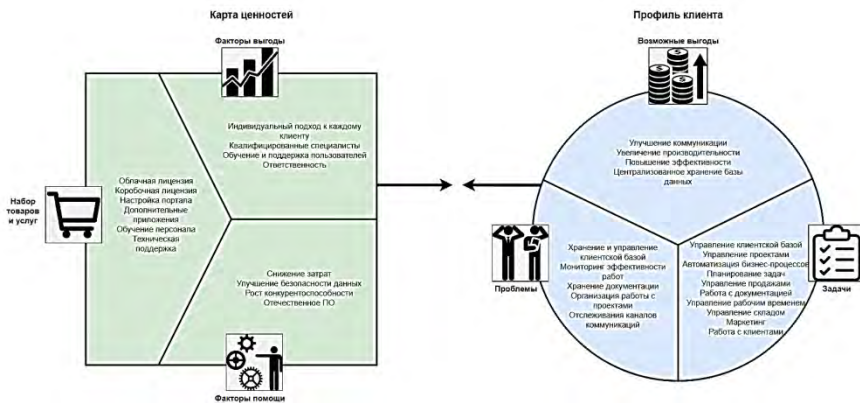 Карта ценностей
Факторы выгоды
Индивидуальный подход к каждому
клиенту
Квалифицированные специалисты
Обучение и поддержка пользователей
Ответственность
Набор
товаров
и услуг
Облачная лицензия
Коробочная лицензия
Настройка портала
Дополнительные
приложения
Обучение персонала
Техническая
поддержка
Снижение затрат
Улучшение безопасности данных
Рост конкурентоспособности
Отечественное ПО
Факторы помощи
Профиль клиента
Возможные выгоды
Улучшение коммуникации
Увеличение производительности
Повышение эффективности
Централизованное хранение базы
данных
Проблемы
Хранение и управление
клиентской базой
Мониторинг эффективности
работ
Хранение документации
Организация работы с
проектами
Отслеживания каналов
коммуникаций
Управление клиентской базой
Управление проектами
Автоматизация бизнес-процессов
Планирование задач
Управление продажами
Работа с документацией
Управление рабочим временем
Управление складом
Маркетинг
Работа с клиентами
Задачи